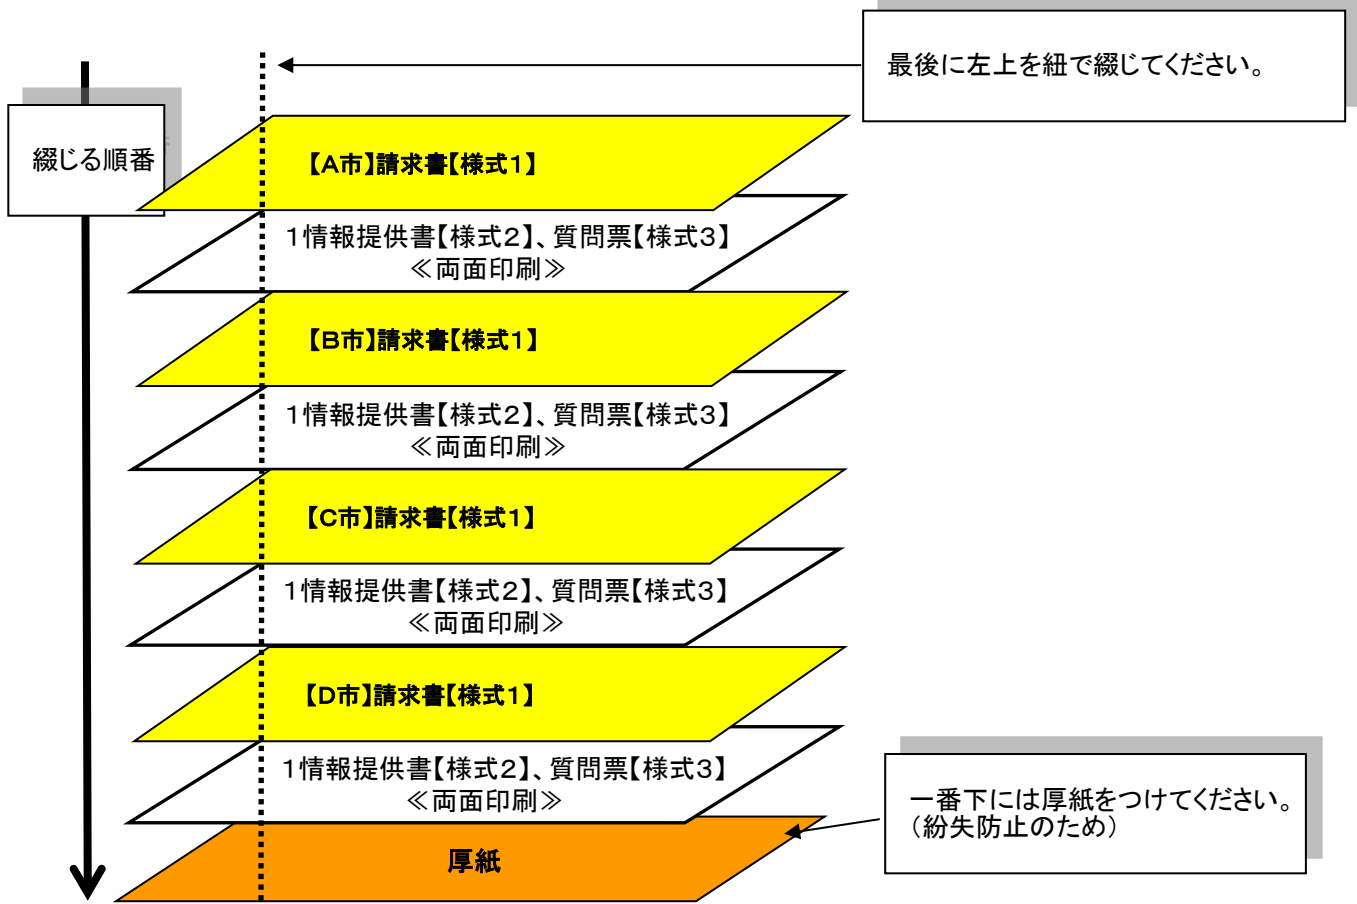 最後に左上を紐で綴じてください。
綴じる順番
【A市】請求書【様式1】
1情報提供書【様式2】、質問票【様式3】
≪両面印刷≫
【B市】請求書【様式1】
1情報提供書【様式2】、質問票【様式3】
≪両面印刷≫
【C市】請求書【様式1】
1情報提供書【様式2】、質問票【様式3】
≪両面印刷≫
【D市】請求書【様式1】
1情報提供書【様式2】、質問票【様式3】
≪両面印刷≫
一番下には厚紙をつけてください。
(紛失防止のため)
厚紙